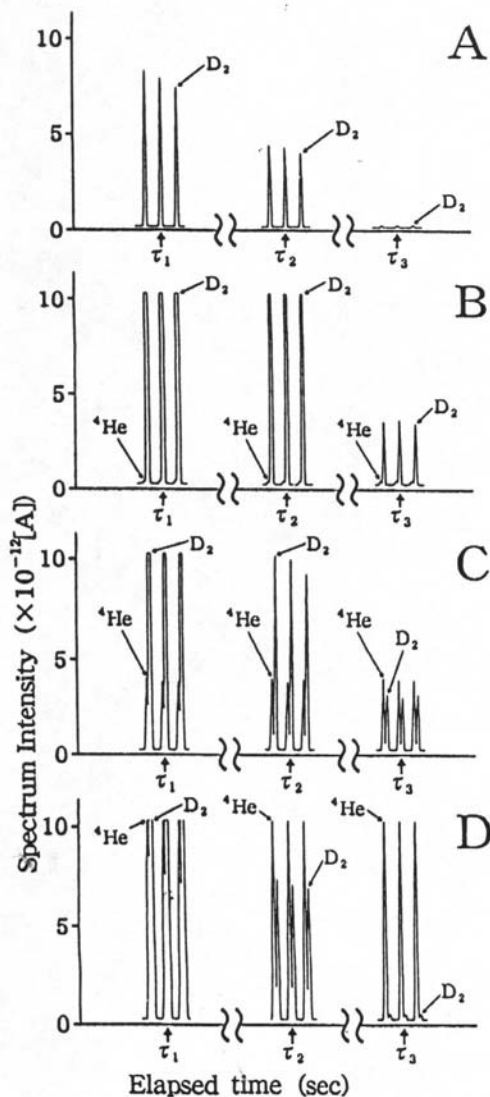 10
A
D₂
5
D₂
D₂
0
τ₁
τ₂
τ₃
10
B
D₂
D₂
5
D₂
⁴He
⁴He
⁴He
0
τ₁
τ₂
τ₃
10
C
D₂
D₂
⁴He
⁴He
⁴He
5
D₂
0
τ₁
τ₂
τ₃
10
D
⁴He
D₂
⁴He
⁴He
D₂
5
D₂
0
τ₁
τ₂
τ₃
Spectrum Intensity (×10⁻¹²[A])
Elapsed time (sec)